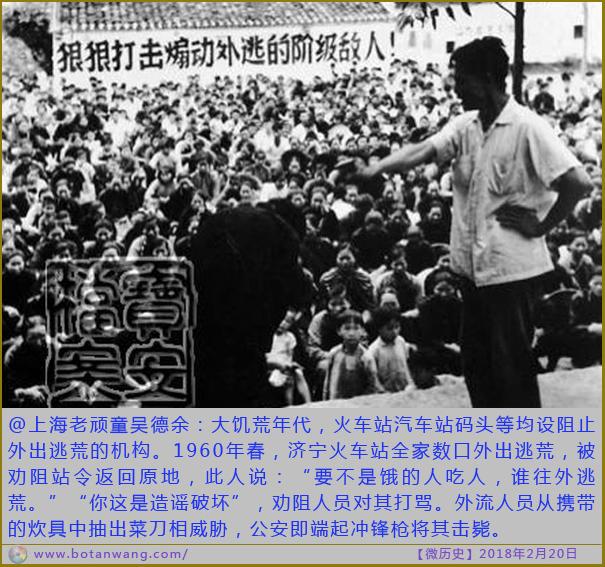 狠狠打击煽动外逃的阶级敌人！
寶安
檔案
@上海老顽童吴德余：大饥荒年代，火车站汽车站码头等均设阻止
外出逃荒的机构。1960年春，济宁火车站全家数口外出逃荒，被
劝阻站令返回原地，此人说：“要不是饿的人吃人，谁往外逃
荒。”“你这是造谣破坏”，劝阻人员对其打骂。外流人员从携带
的炊具中抽出菜刀相威胁，公安即端起冲锋枪将其击毙。
www.botanwang.com/
【微历史】2018年2月20日